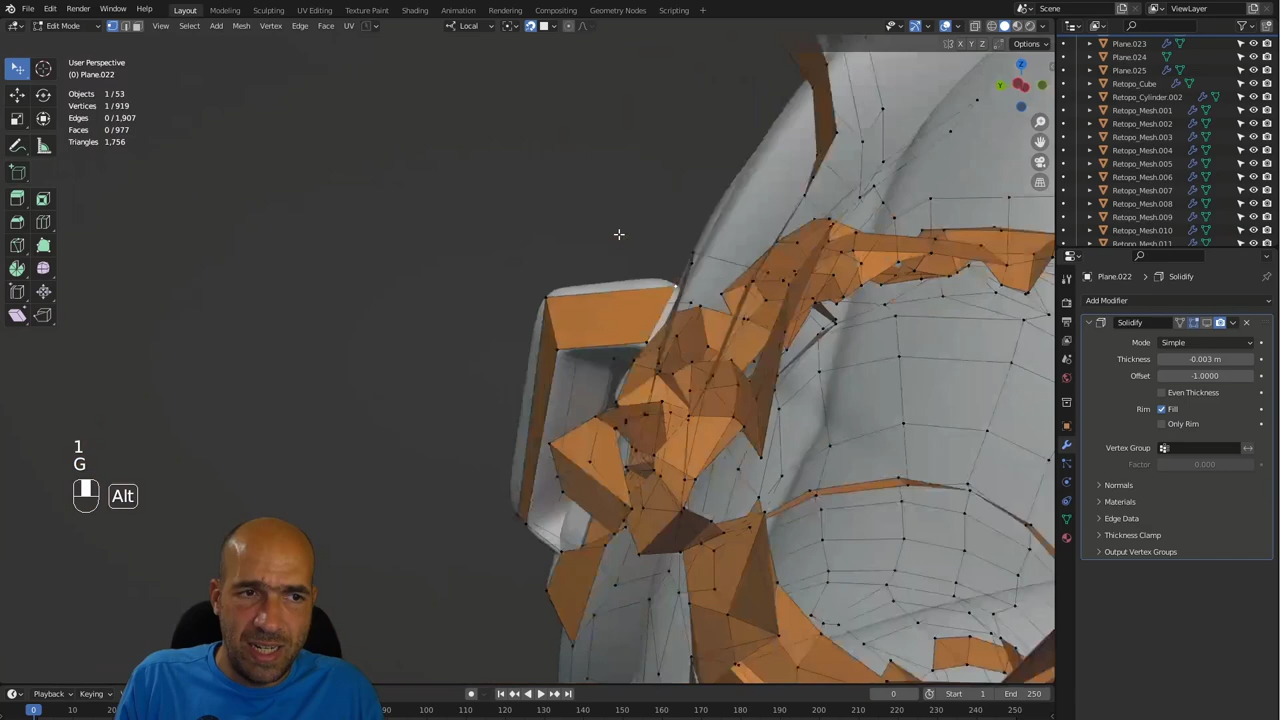 File Edit Render Window Help Layout Modeling Sculpting UV Editing Texture Paint Shading Animation Rendering Compositing Geometry Nodes Scripting + Scene ViewLayer
Edit Mode View Select Add Mesh Vertex Edge Face UV Local
X Y Z Options
User Perspective
(0) Plane.022
Objects 1/53
Vertices 1/919
Edges 0/1,907
Faces 0/977
Triangles 1,756
Z
Y
1
G
Alt
Plane.023
Plane.024
Plane.025
Retopo_Cube
Retopo_Cylinder.002
Retopo_Mesh.001
Retopo_Mesh.002
Retopo_Mesh.003
Retopo_Mesh.004
Retopo_Mesh.005
Retopo_Mesh.006
Retopo_Mesh.007
Retopo_Mesh.008
Retopo_Mesh.009
Retopo_Mesh.010
Retopo_Mesh.011
Plane.022 > Solidify
Add Modifier
Solidify
Mode Simple
Thickness -0.003 m
Offset -1.0000
Even Thickness
Rim Fill
Only Rim
Vertex Group
Factor 0.000
Normals
Materials
Edge Data
Thickness Clamp
Output Vertex Groups
Playback Keying 0 Start 1 End 250
0 10 70 80 90 100 110 120 130 140 150 160 170 180 190 200 210 220 230 240 250